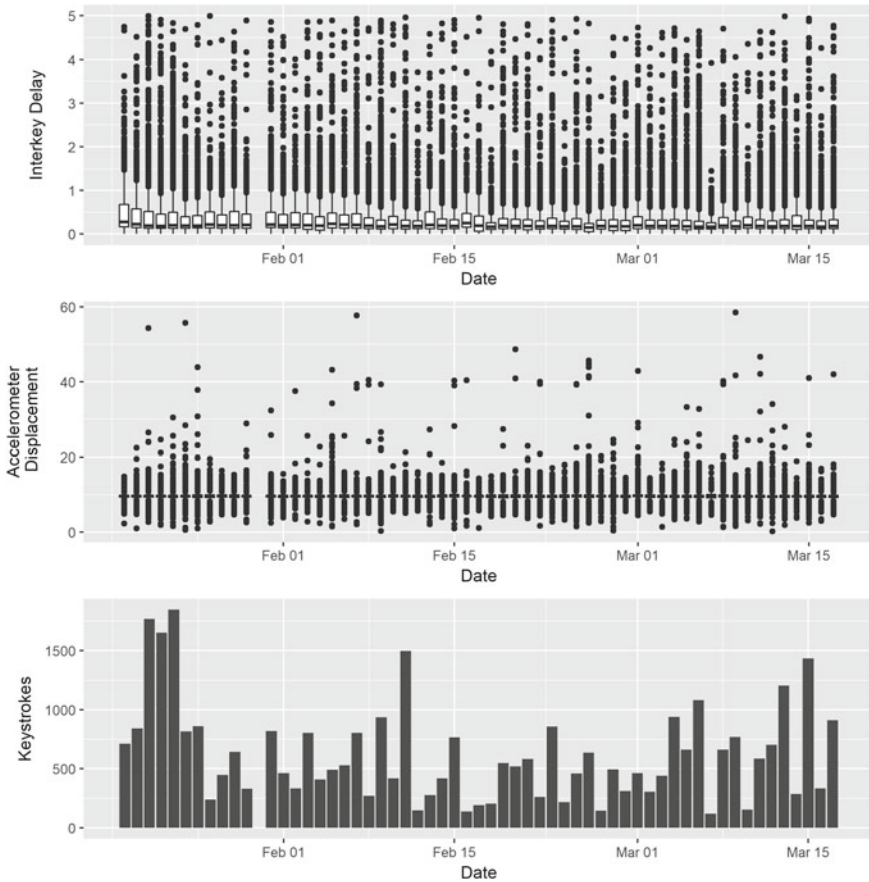 5
4
3
2
1
0
Interkey Delay
Feb 01 Feb 15 Mar 01 Mar 15
Date
60
40
20
0
Accelerometer
Displacement
Feb 01 Feb 15 Mar 01 Mar 15
Date
1500
1000
500
0
Keystrokes
Feb 01 Feb 15 Mar 01 Mar 15
Date